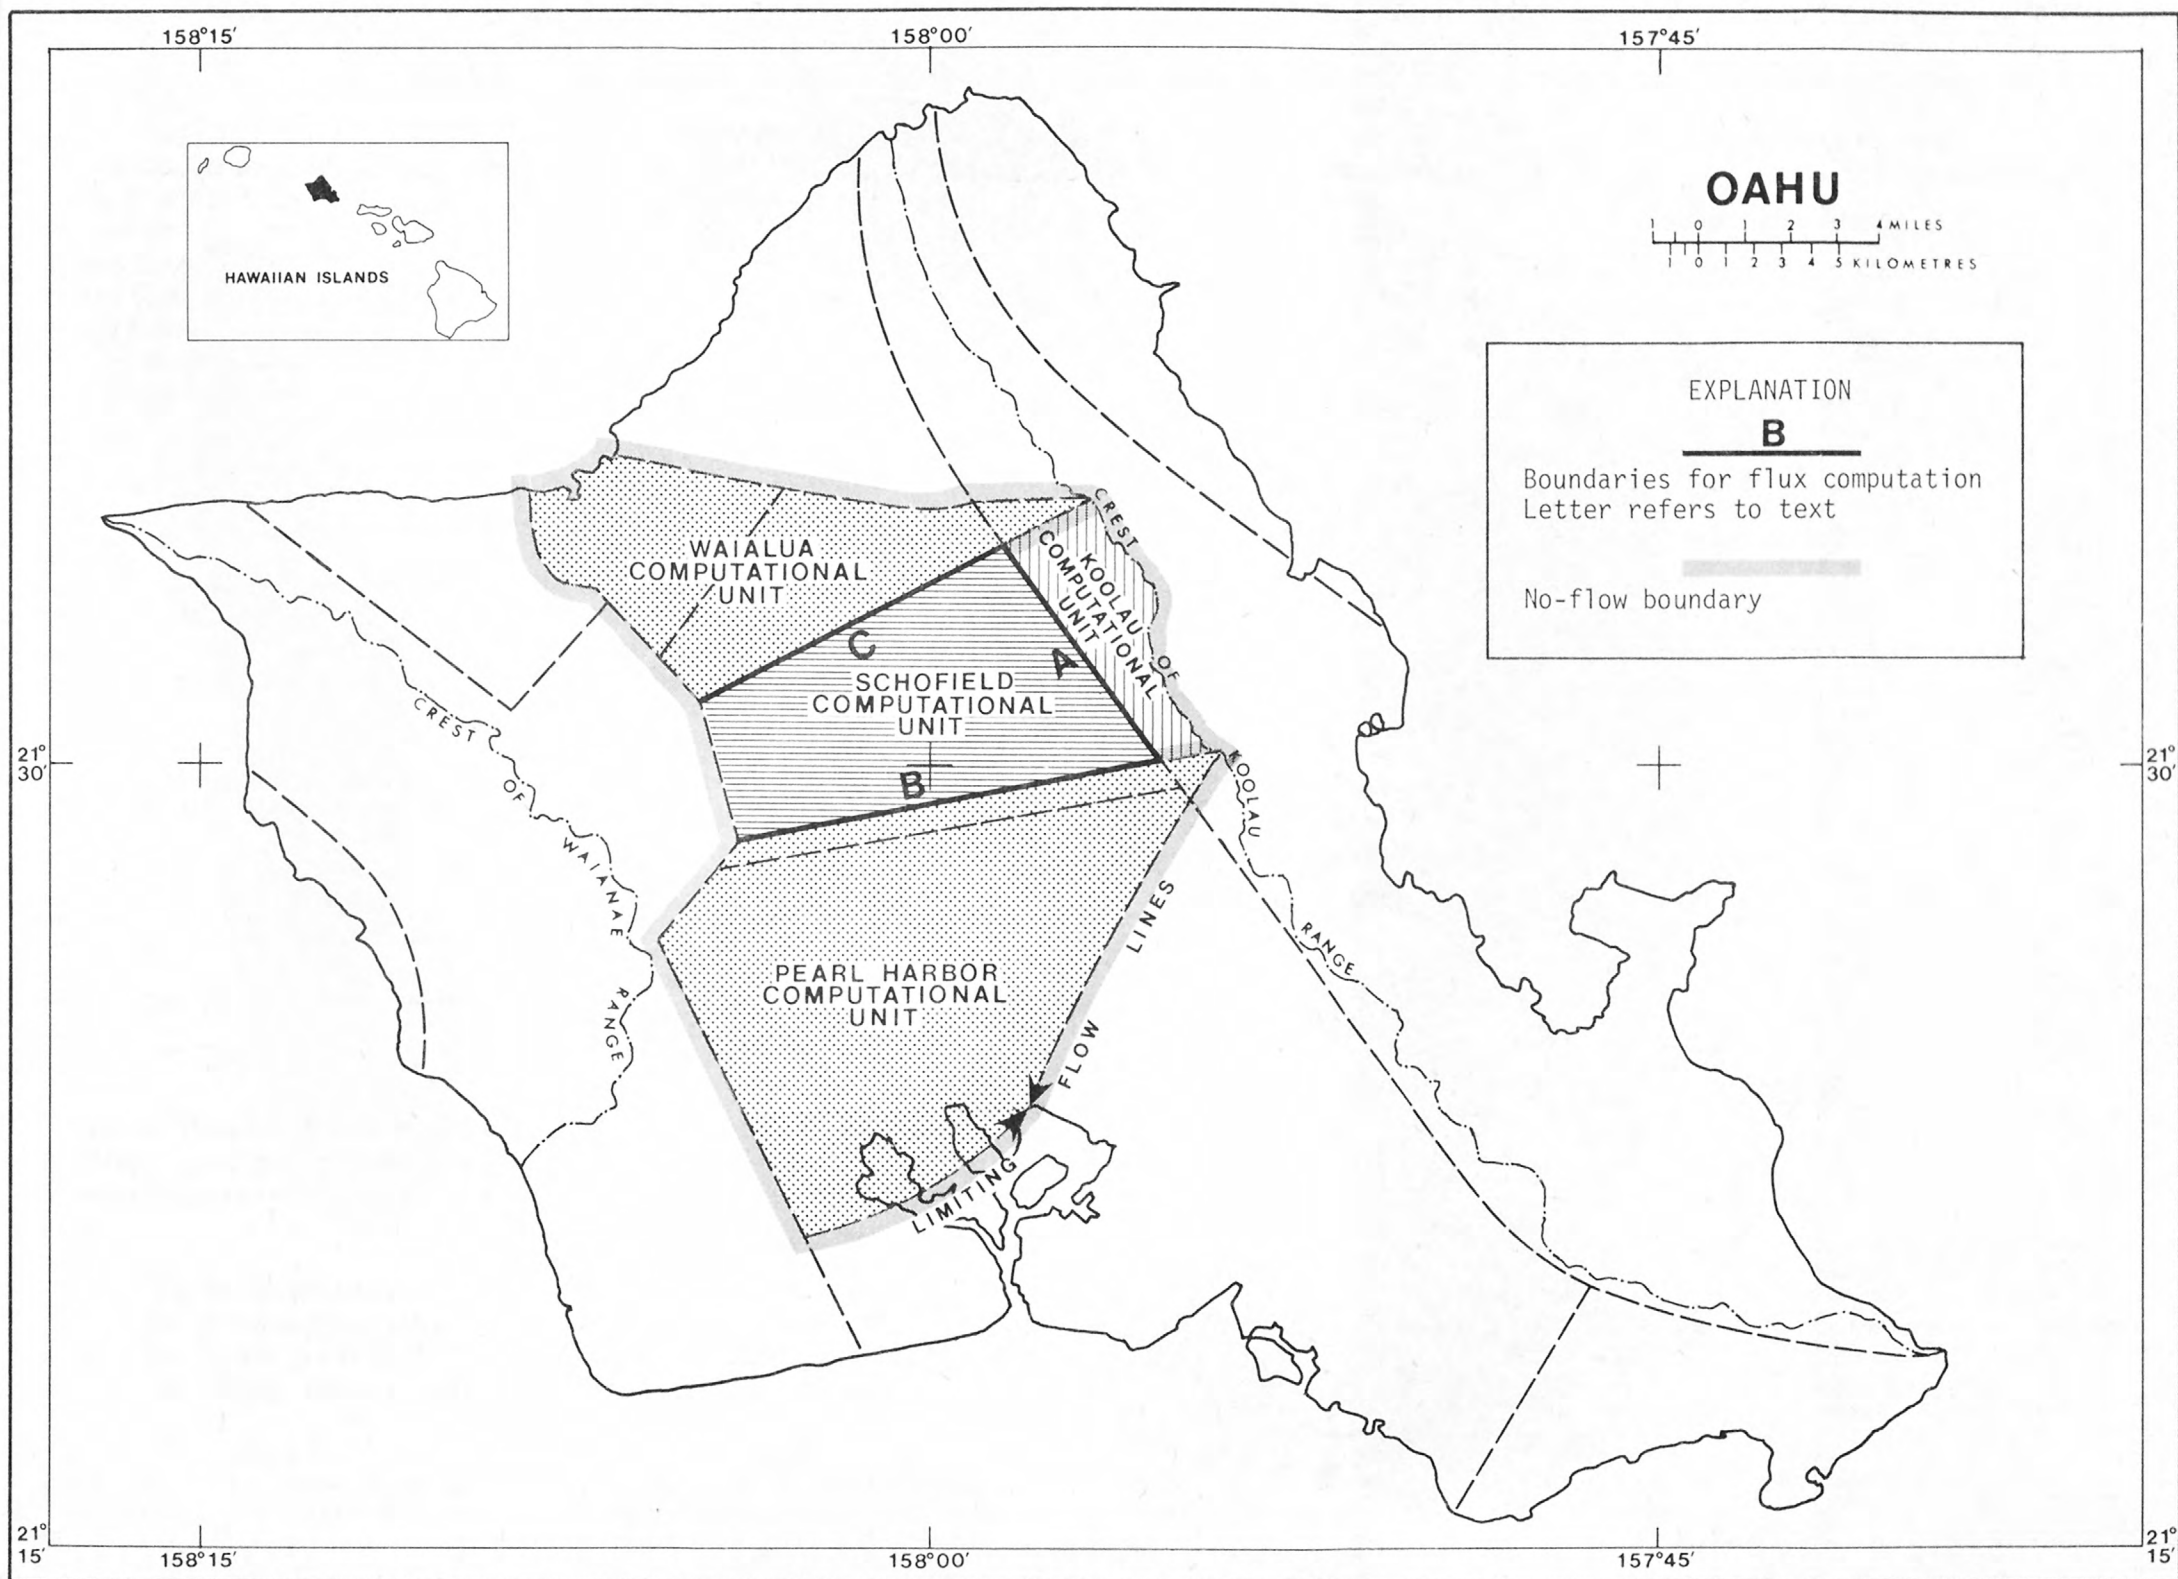 158°15′ 158°00′ 157°45′
HAWAIIAN ISLANDS
OAHU
1 0 1 2 3 4 MILES
1 0 1 2 3 4 5 KILOMETRES
EXPLANATION
B
Boundaries for flux computation
Letter refers to text
No-flow boundary
WAIALUA
COMPUTATIONAL
UNIT
KOOLAU
COMPUTATIONAL
UNIT
CREST OF KOOLAU RANGE
C
A
SCHOFIELD
COMPUTATIONAL
UNIT
B
CREST OF WAIANAE RANGE
PEARL HARBOR
COMPUTATIONAL
UNIT
LIMITING FLOW LINES
21°
30′
21°
30′
21°
15′
21°
15′
158°15′ 158°00′ 157°45′